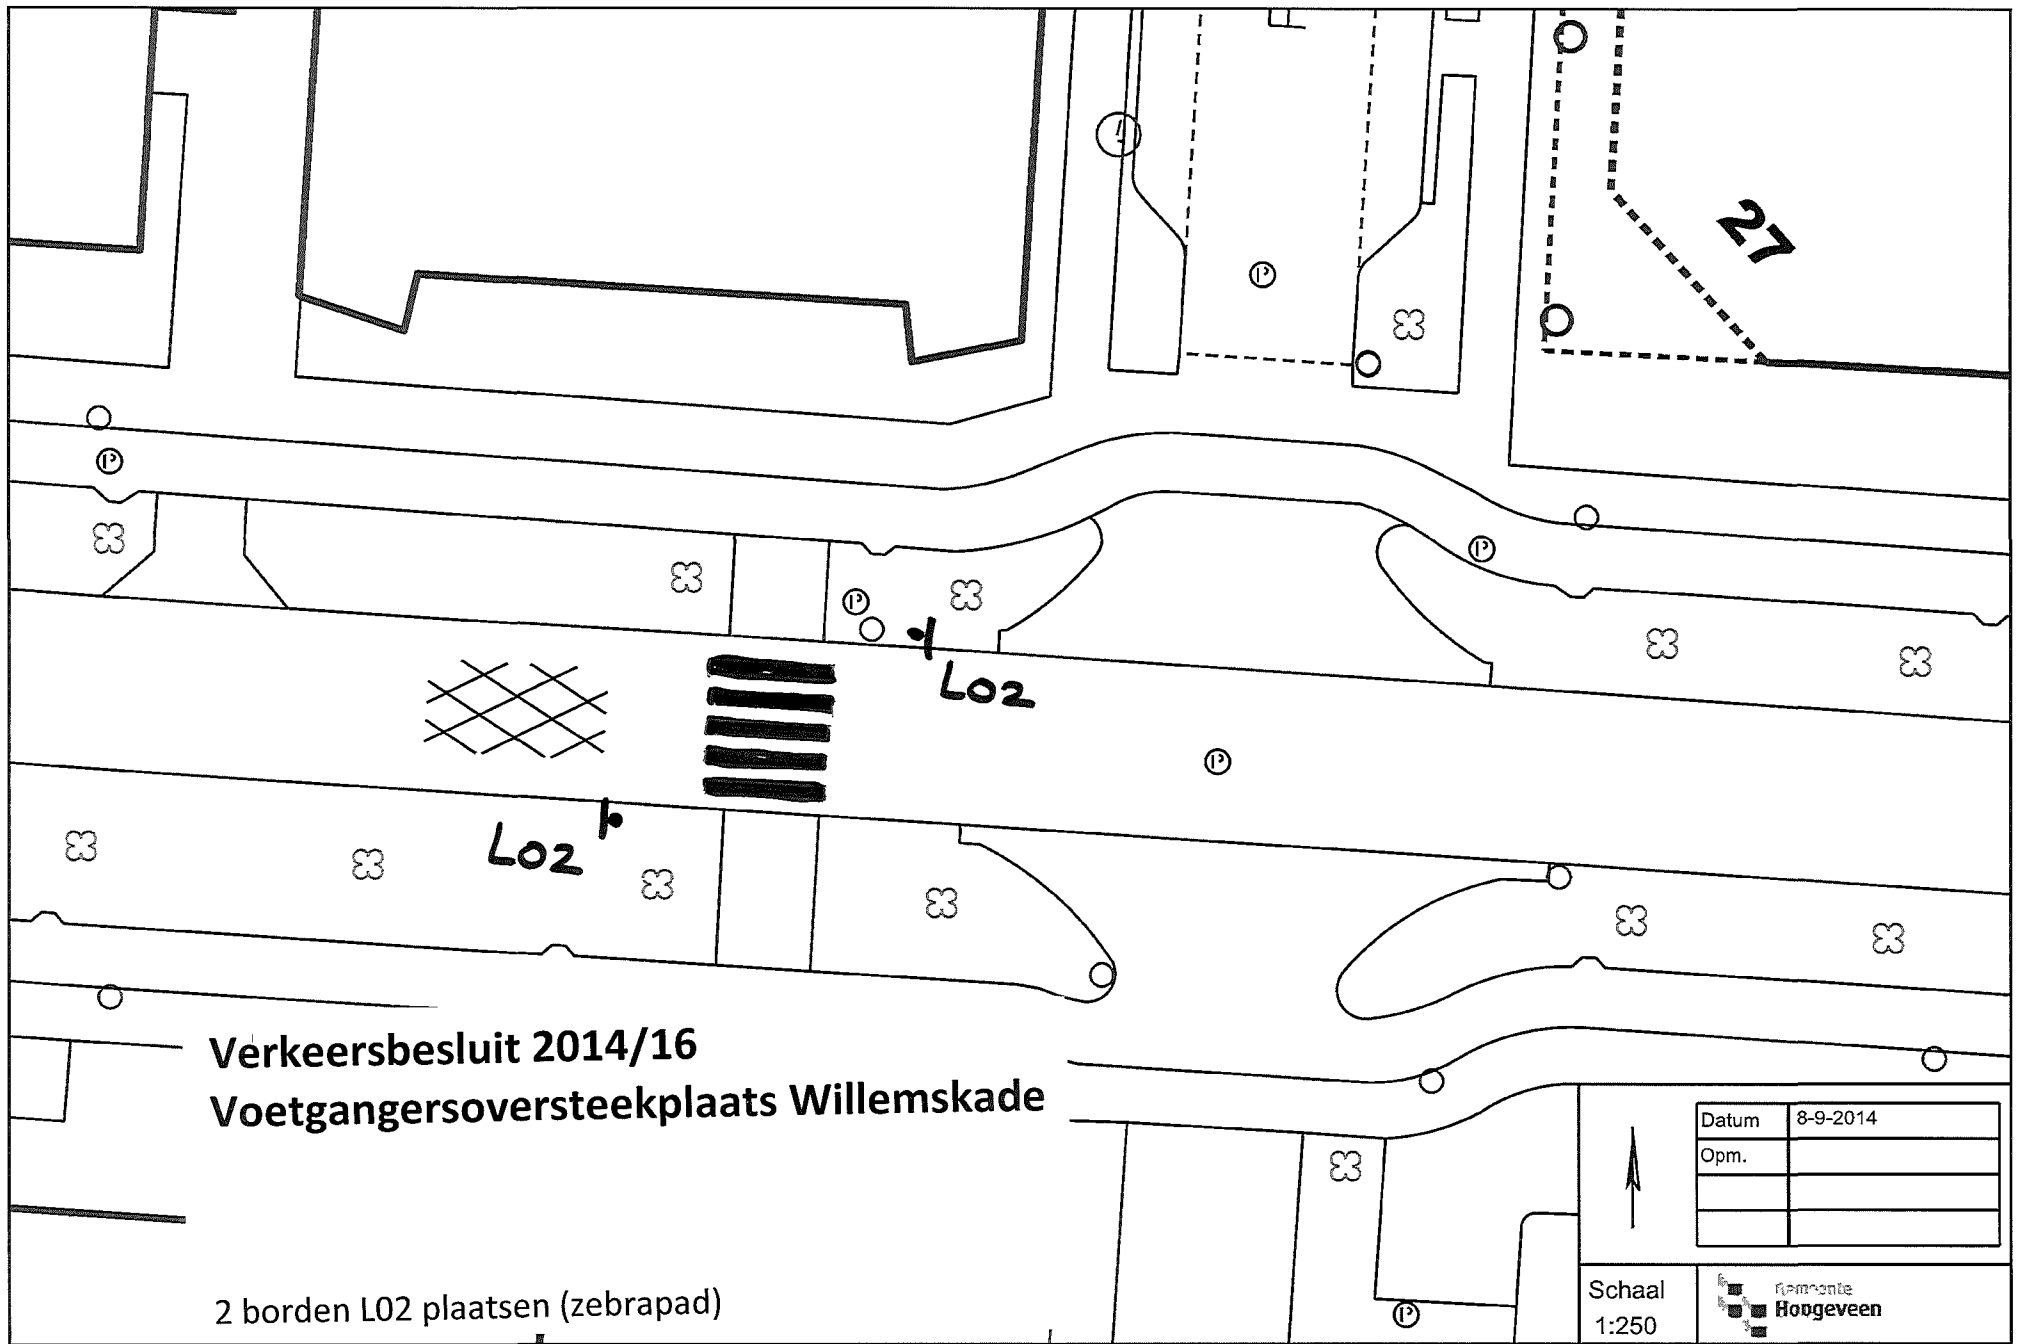 27
L02
L02
Verkeersbesluit 2014/16
Voetgangersoversteekplaats Willemskade
2 borden L02 plaatsen (zebrapad)
Datum 8-9-2014
Opm.
Schaal
1:250
Gemeente
Hoogeveen